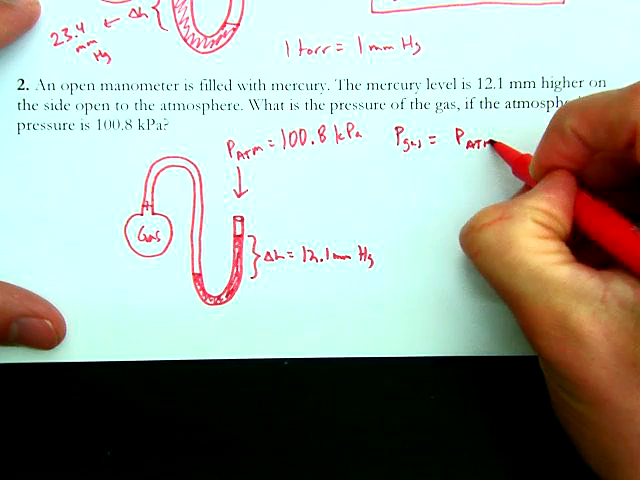 23.4 ← Δh {
mm
Hg
1 torr = 1 mm Hg
2. An open manometer is filled with mercury. The mercury level is 12.1 mm higher on
the side open to the atmosphere. What is the pressure of the gas, if the
pressure is 100.8 kPa?
PATM = 100.8 kPa Pgas = PATM
Gas
} Δh = 12.1 mm Hg